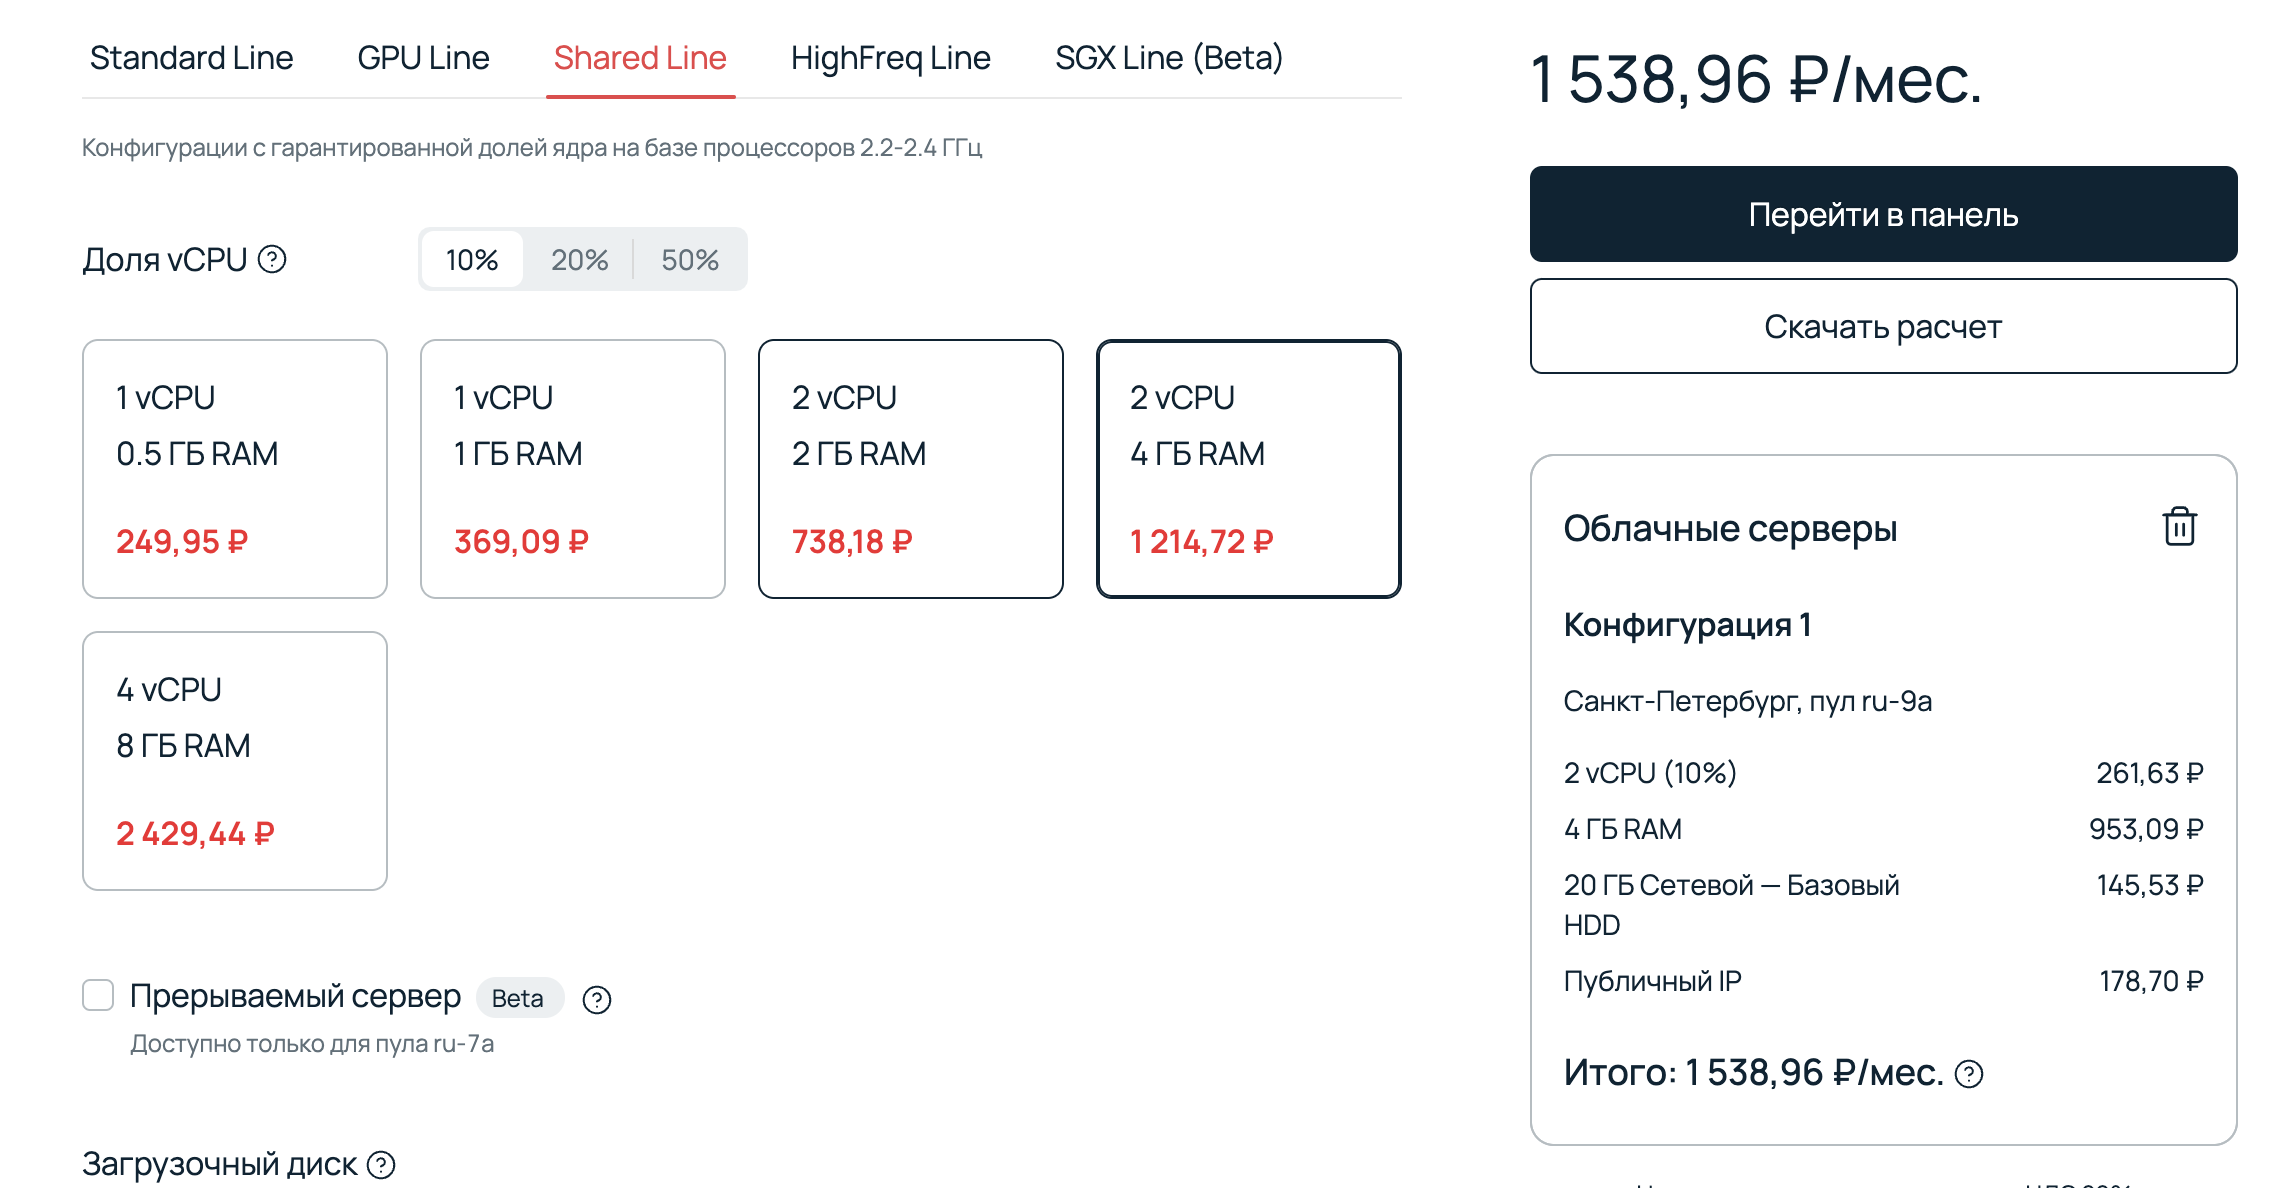 Standard Line
GPU Line
Shared Line
HighFreq Line
SGX Line (Beta)
Конфигурации с гарантированной долей ядра на базе процессоров 2.2-2.4 ГГц
Доля vCPU
10%
20%
50%
1 vCPU
0.5 ГБ RAM
249,95 ₽
1 vCPU
1 ГБ RAM
369,09 ₽
2 vCPU
2 ГБ RAM
738,18 ₽
2 vCPU
4 ГБ RAM
1 214,72 ₽
4 vCPU
8 ГБ RAM
2 429,44 ₽
Прерываемый сервер Beta
Доступно только для пула ru-7a
Загрузочный диск
1 538,96 ₽/мес.
Перейти в панель
Скачать расчет
Облачные серверы
Конфигурация 1
Санкт-Петербург, пул ru-9a
2 vCPU (10%) 261,63 ₽
4 ГБ RAM 953,09 ₽
20 ГБ Сетевой — Базовый 145,53 ₽
HDD
Публичный IP 178,70 ₽
Итого: 1 538,96 ₽/мес.